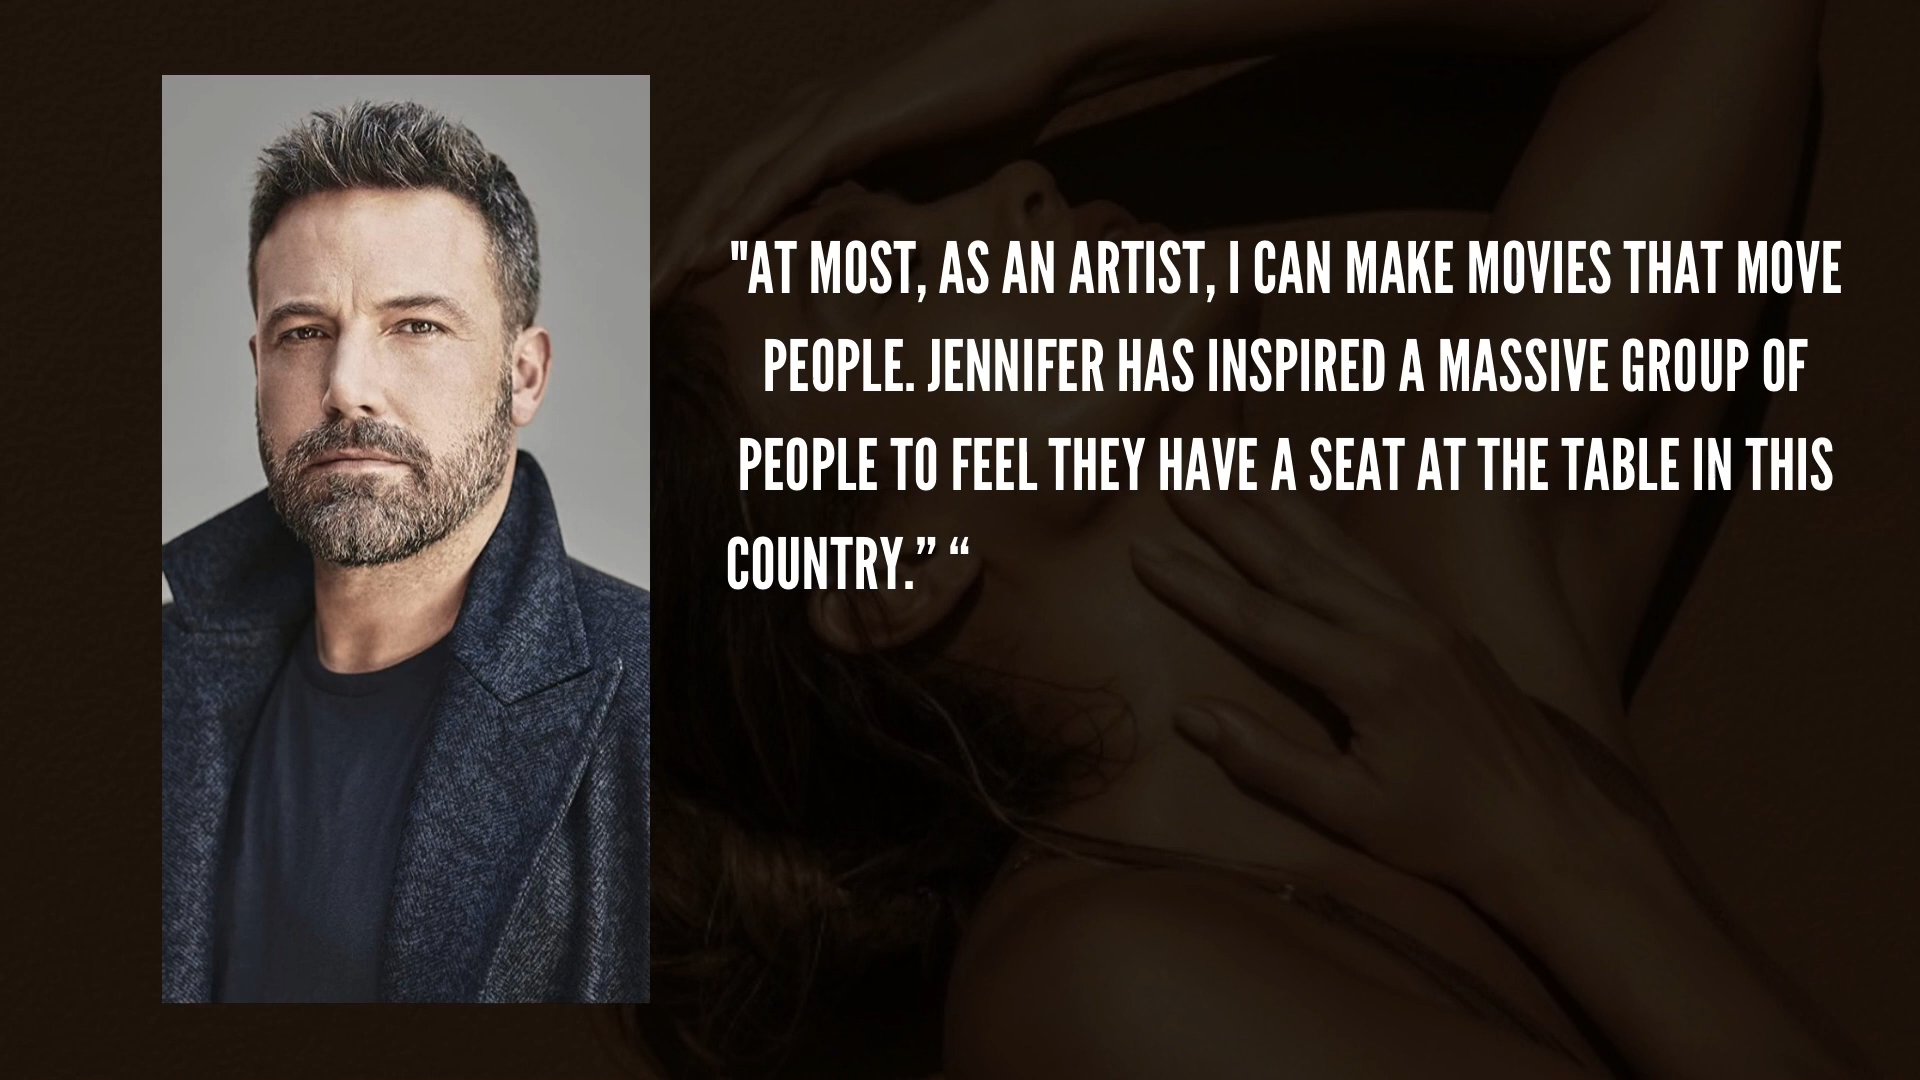 "AT MOST, AS AN ARTIST, I CAN MAKE MOVIES THAT MOVE
PEOPLE. JENNIFER HAS INSPIRED A MASSIVE GROUP OF
PEOPLE TO FEEL THEY HAVE A SEAT AT THE TABLE IN THIS
COUNTRY.” “